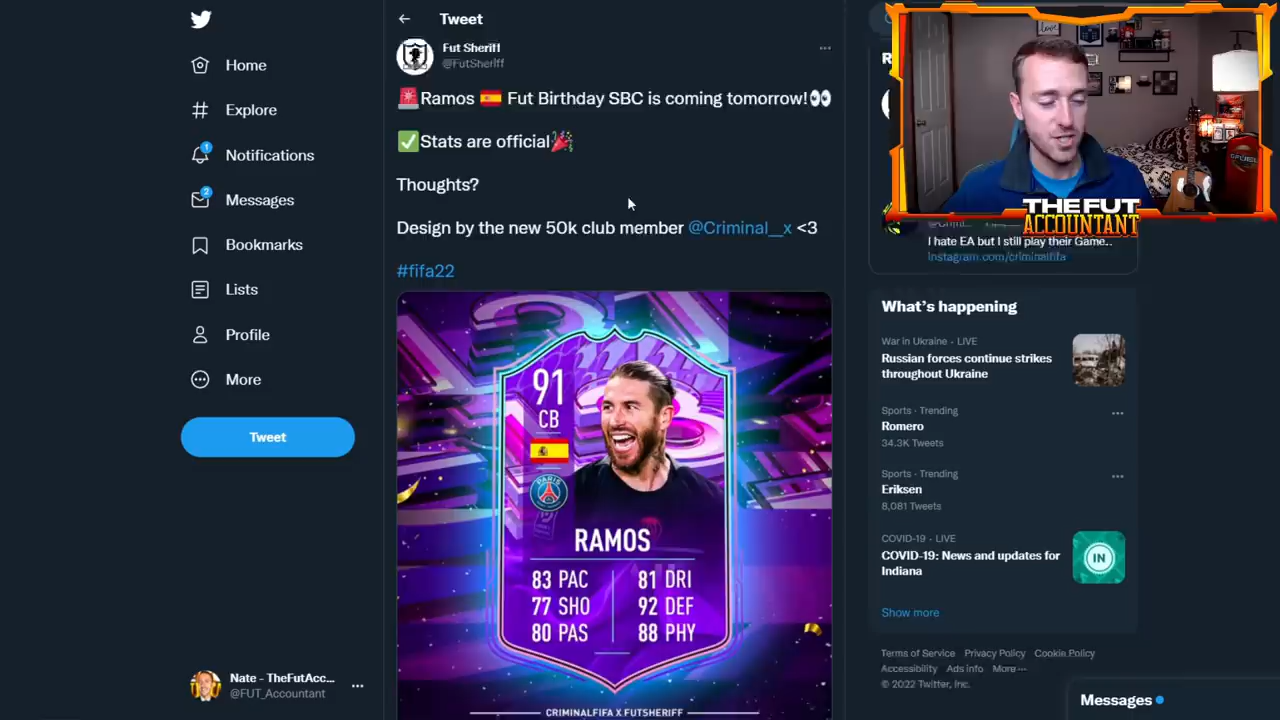 Home
Explore
1
Notifications
2
Messages
Bookmarks
Lists
Profile
More
Tweet
Nate - TheFutAcc...
@FUT_Accountant
Tweet
Fut Sheriff
@FutSheriff
Ramos Fut Birthday SBC is coming tomorrow!
Stats are official
Thoughts?
Design by the new 50k club member @Criminal__x <3
#fifa22
91
CB
PARIS
RAMOS
83 PAC
77 SHO
80 PAS
81 DRI
92 DEF
88 PHY
CRIMINALFIFA X FUTSHERIFF
love
THE FUT
ACCOUNTANT
I hate EA but I still play their Game..
instagram.com/criminalfifa
What's happening
War in Ukraine · LIVE
Russian forces continue strikes
throughout Ukraine
Sports · Trending
Romero
34.3K Tweets
Sports · Trending
Eriksen
8,081 Tweets
COVID-19 · LIVE
COVID-19: News and updates for
Indiana
IN
Show more
Terms of Service Privacy Policy Cookie Policy
Accessibility Ads info More ...
© 2022 Twitter, Inc.
Messages